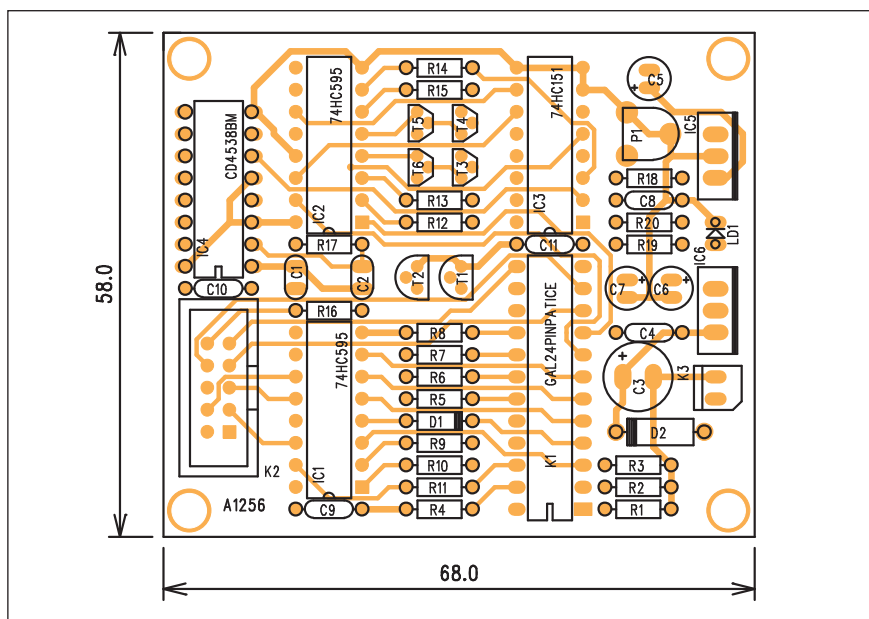 R14
R15
C5
74HC595
74HC151
T5
T4
P1
IC5
CD4538BM
T6
T3
R18
C8
R13
R12
IC2
IC3
R20
LD1
IC4
R17
C11
R19
IC6
C10
C1
C2
T2
T1
C7
C6
58.0
R16
R8
C4
74HC595
R7
GAL24PINPATICE
R6
C3
K3
R5
D1
D2
R9
K2
IC1
R10
K1
R3
R11
R2
A1256
C9
R4
R1
68.0